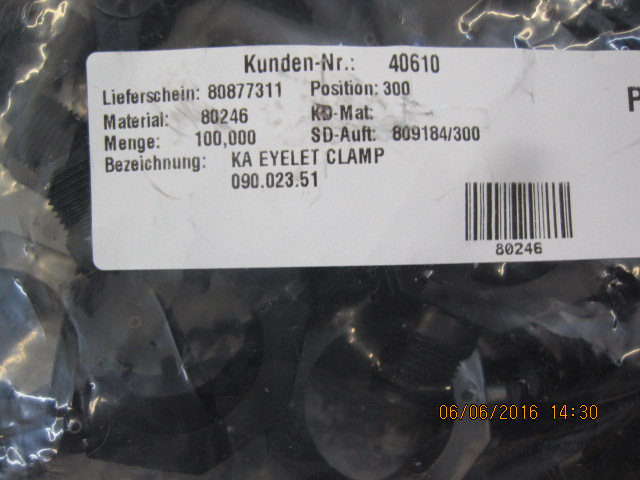 Kunden-Nr.: 40610
Lieferschein: 80877311 Position: 300
Material: 80246 KD-Mat:
Menge: 100,000 SD-Auft: 809184/300
Bezeichnung: KA EYELET CLAMP
090.023.51
P
80246
06/06/2016 14:30